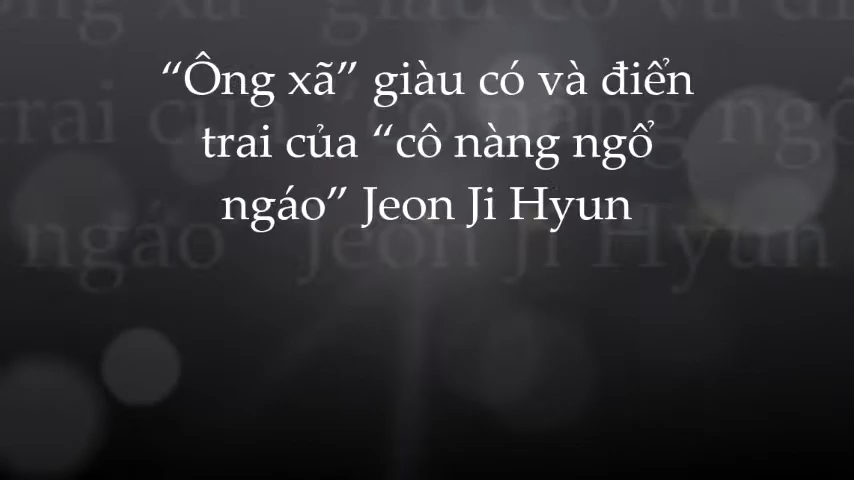 “Ông xã” giàu có và điển
trai của “cô nàng ngổ
ngáo” Jeon Ji Hyun